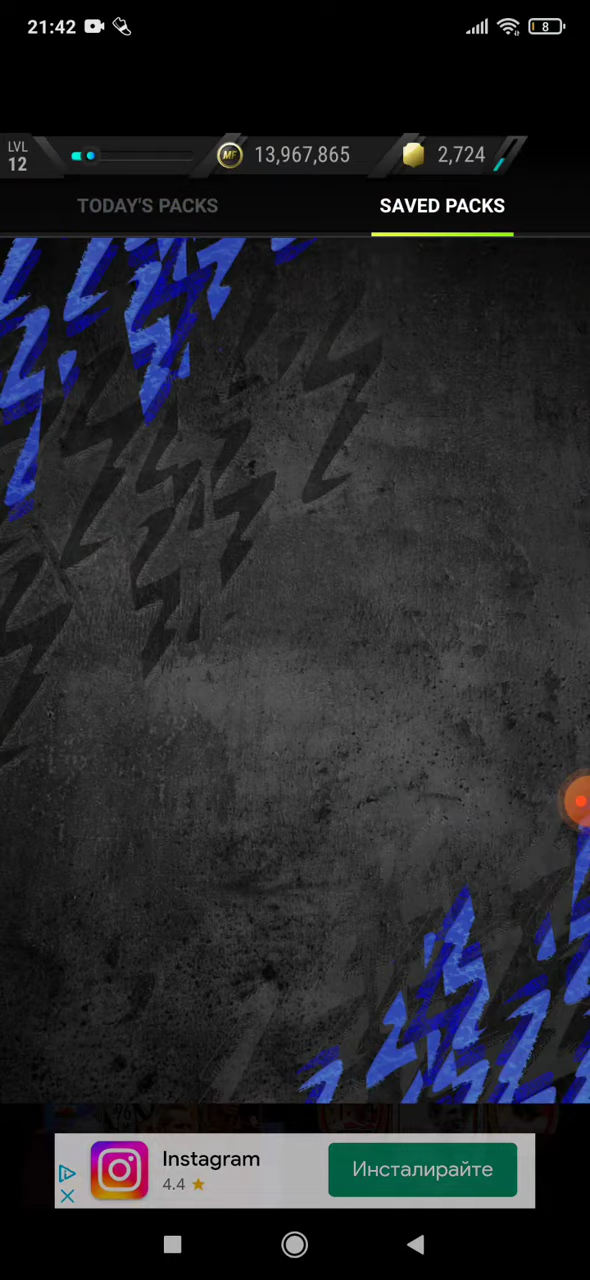 21:42
8
LVL
12
MF
13,967,865
2,724
TODAY'S PACKS
SAVED PACKS
Instagram
4.4
Инсталирайте